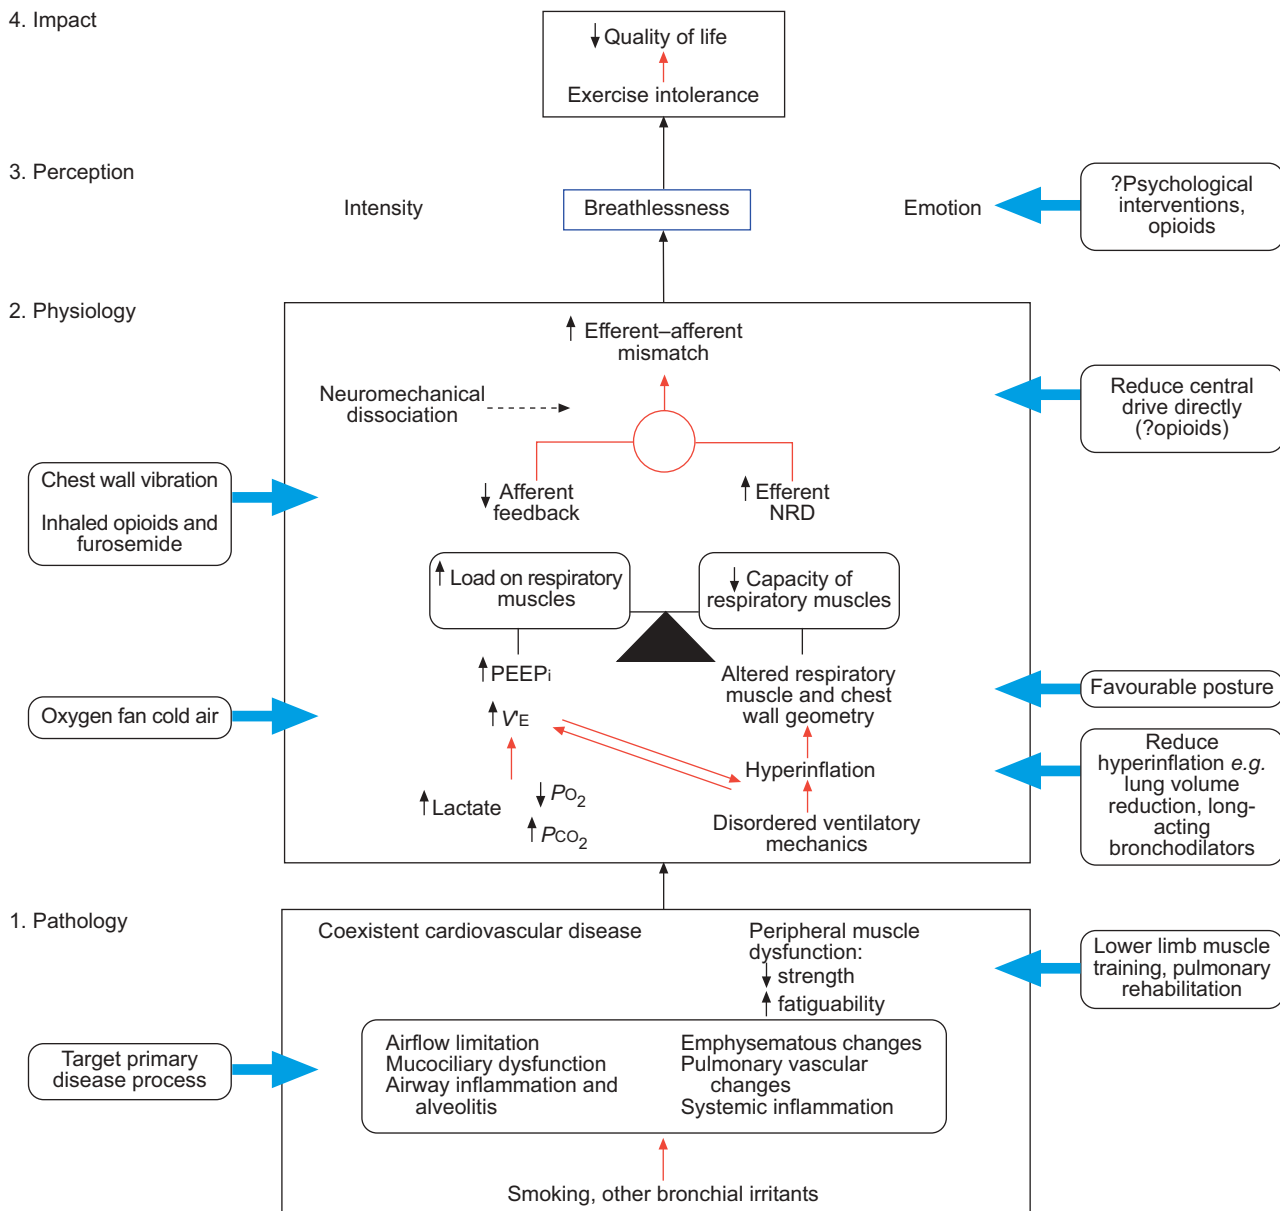 4. Impact
Quality of life
Exercise intolerance
3. Perception
Intensity
Breathlessness
Emotion
?Psychological
interventions,
opioids
2. Physiology
Efferent–afferent
mismatch
Neuromechanical
dissociation
Reduce central
drive directly
(?opioids)
Chest wall vibration
Inhaled opioids and
furosemide
↓ Afferent
feedback
↑ Efferent
NRD
↑ Load on respiratory
muscles
↓ Capacity of
respiratory muscles
↑ PEEPi
↑ V'E
Altered respiratory
muscle and chest
wall geometry
Favourable posture
Oxygen fan cold air
Hyperinflation
Reduce
hyperinflation e.g.
lung volume
reduction, long-
acting
bronchodilators
↑ Lactate
↓ PO2
↑ PCO2
Disordered ventilatory
mechanics
1. Pathology
Coexistent cardiovascular disease
Peripheral muscle
dysfunction:
↓ strength
↑ fatiguability
Lower limb muscle
training, pulmonary
rehabilitation
Target primary
disease process
Airflow limitation
Mucociliary dysfunction
Airway inflammation and
alveolitis
Emphysematous changes
Pulmonary vascular
changes
Systemic inflammation
Smoking, other bronchial irritants